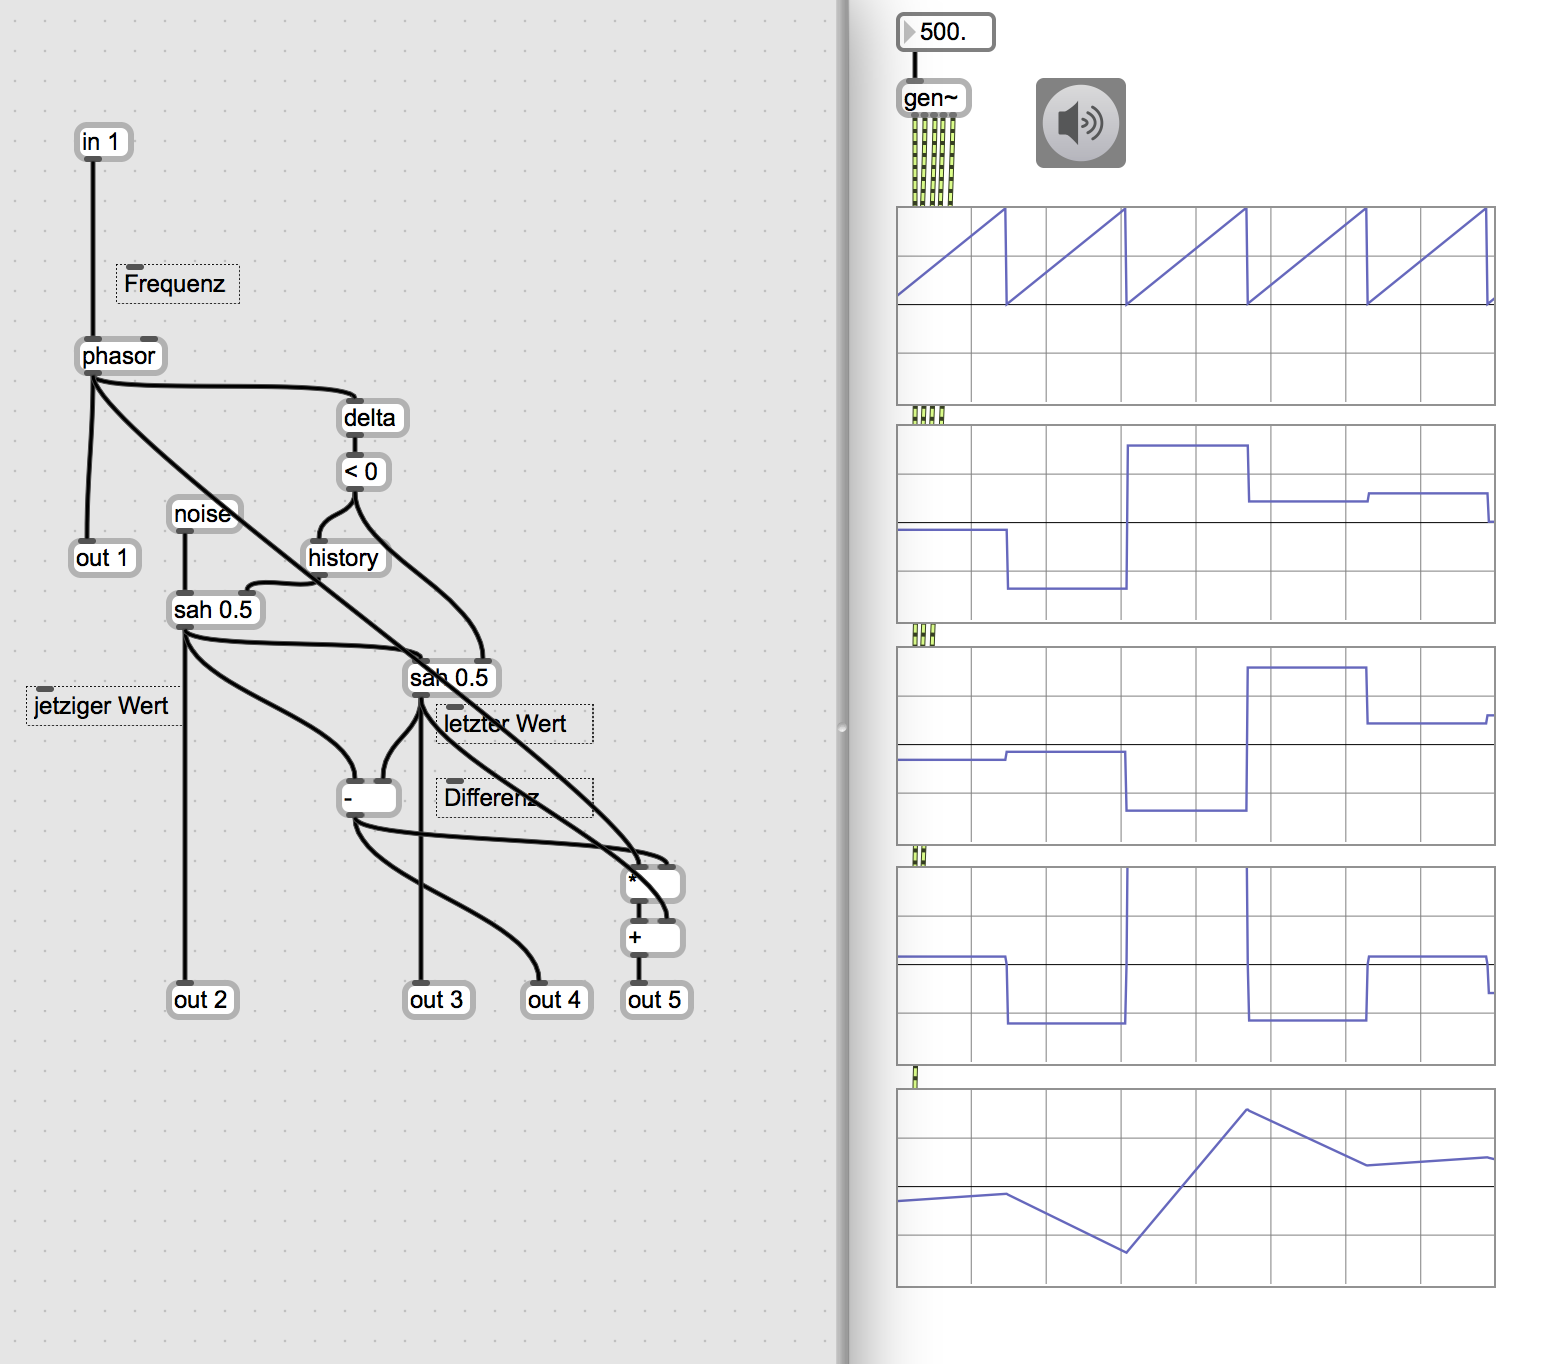 in 1
Frequenz
phasor
delta
< 0
noise
out 1
history
sah 0.5
sah 0.5
jetziger Wert
letzter Wert
-
Differenz
*
+
out 2
out 3
out 4
out 5
500.
gen~